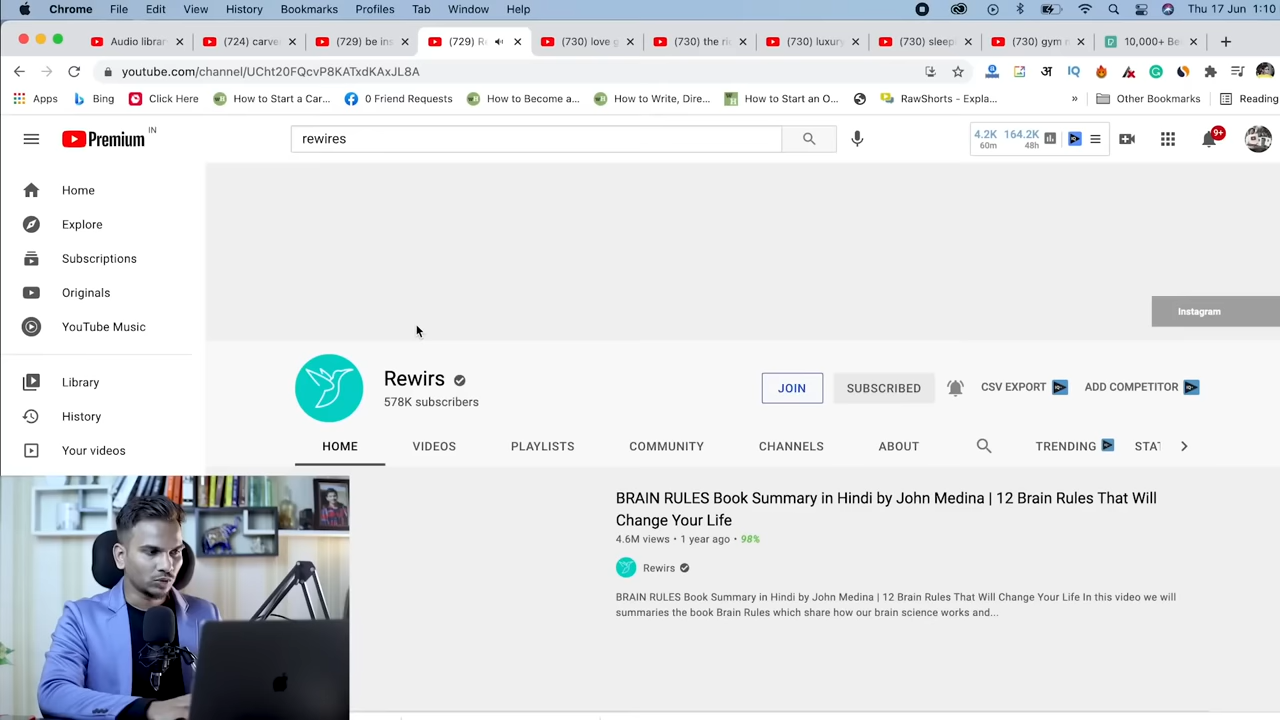 Chrome File Edit View History Bookmarks Profiles Tab Window Help Thu 17 Jun 1:10
Audio librar (724) carve (729) be ins (729) R (730) love g (730) the ric (730) luxury (730) sleepi (730) gym m 10,000+ Be
youtube.com/channel/UCht20FQcvP8KATxdKAxJL8A
Apps Bing Click Here How to Start a Car... 0 Friend Requests How to Become a... How to Write, Dire... How to Start an O... RawShorts - Expla... » Other Bookmarks Reading
Premium IN
rewires
4.2K 164.2K
60m 48h
9+
Home
Explore
Subscriptions
Originals
YouTube Music
Library
History
Your videos
Instagram
Rewirs
578K subscribers
JOIN SUBSCRIBED CSV EXPORT ADD COMPETITOR
HOME VIDEOS PLAYLISTS COMMUNITY CHANNELS ABOUT TRENDING STAT
BRAIN RULES Book Summary in Hindi by John Medina | 12 Brain Rules That Will
Change Your Life
4.6M views • 1 year ago • 98%
Rewirs
BRAIN RULES Book Summary in Hindi by John Medina | 12 Brain Rules That Will Change Your Life In this video we will
summaries the book Brain Rules which share how our brain science works and...